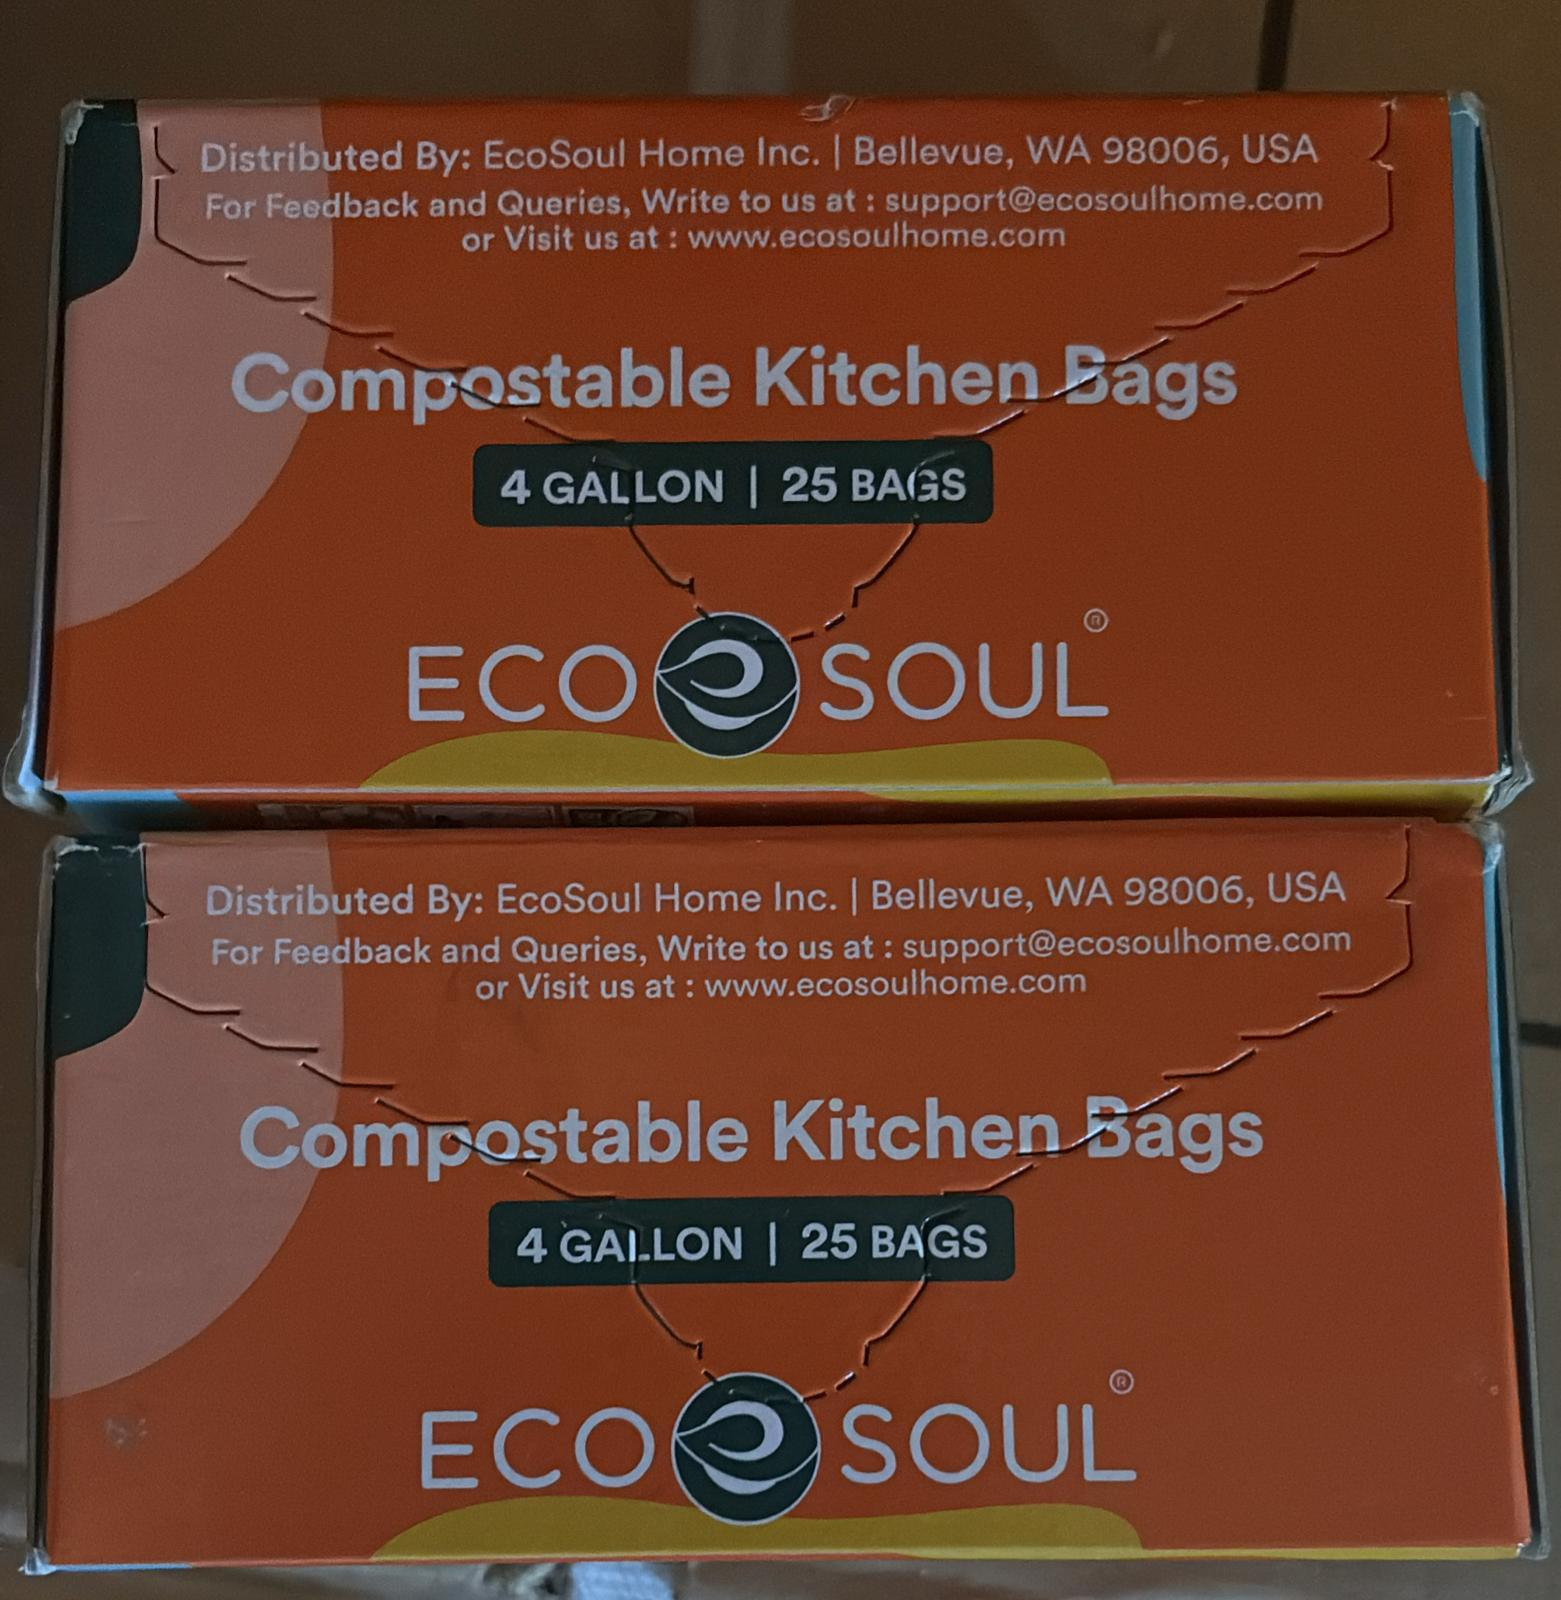 Distributed By: EcoSoul Home Inc. | Bellevue, WA 98006, USA
For Feedback and Queries, Write to us at : support@ecosoulhome.com
or Visit us at : www.ecosoulhome.com
Compostable Kitchen Bags
4 GALLON | 25 BAGS
ECO SOUL®
Distributed By: EcoSoul Home Inc. | Bellevue, WA 98006, USA
For Feedback and Queries, Write to us at : support@ecosoulhome.com
or Visit us at : www.ecosoulhome.com
Compostable Kitchen Bags
4 GALLON | 25 BAGS
ECO SOUL®